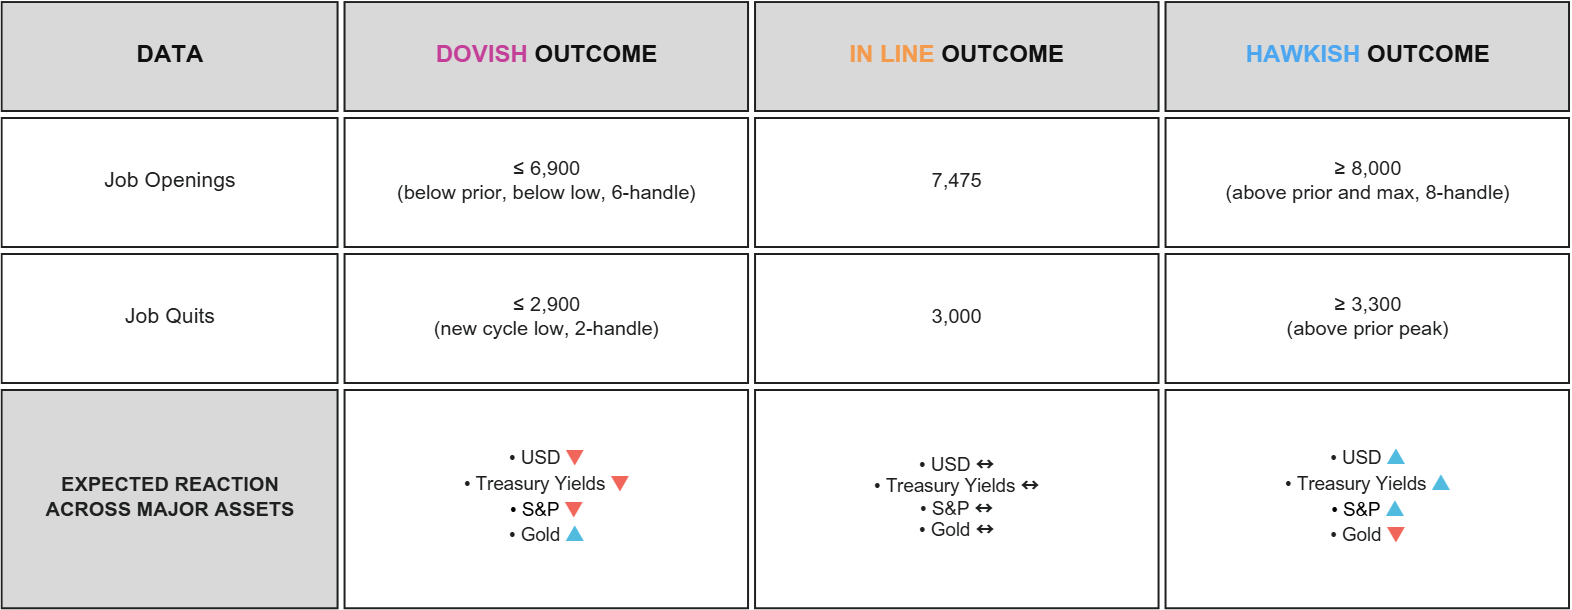 DATA
DOVISH OUTCOME
IN LINE OUTCOME
HAWKISH OUTCOME
Job Openings
≤ 6,900
(below prior, below low, 6-handle)
7,475
≥ 8,000
(above prior and max, 8-handle)
Job Quits
≤ 2,900
(new cycle low, 2-handle)
3,000
≥ 3,300
(above prior peak)
EXPECTED REACTION
ACROSS MAJOR ASSETS
• USD ▼
• Treasury Yields ▼
• S&P ▼
• Gold ▲
• USD ↔
• Treasury Yields ↔
• S&P ↔
• Gold ↔
• USD ▲
• Treasury Yields ▲
• S&P ▲
• Gold ▼